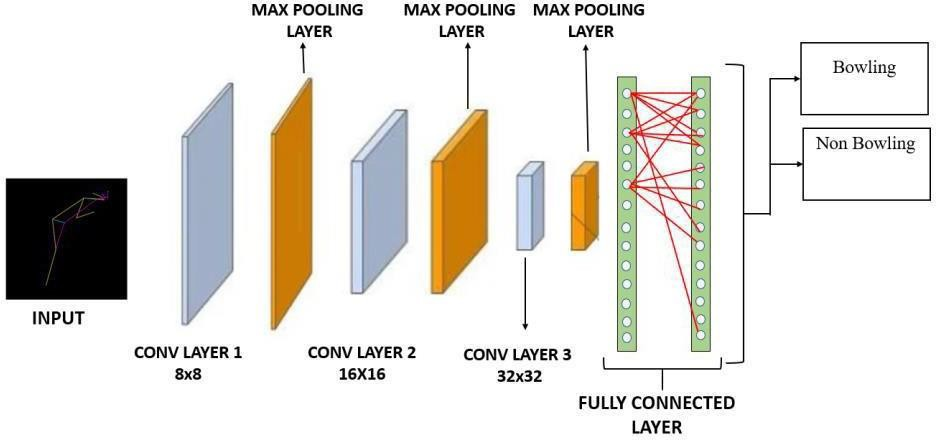 MAX POOLING
LAYER
MAX POOLING
LAYER
MAX POOLING
LAYER
Bowling
Non Bowling
INPUT
CONV LAYER 1
8x8
CONV LAYER 2
16X16
CONV LAYER 3
32x32
FULLY CONNECTED
LAYER